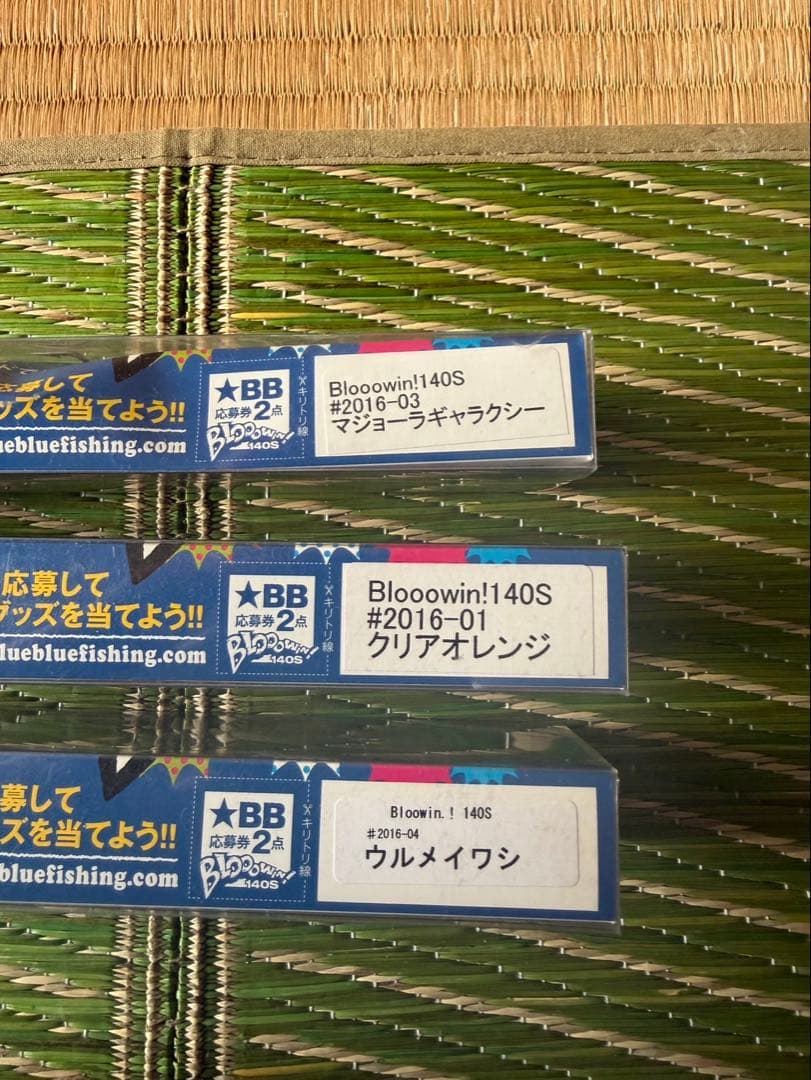 応募して
ッズを当てよう!!
uebluefishing.com
★BB
応募券2点
Blooowin!
140S
キリトリ線
Blooowin!140S
#2016-03
マジョーラギャラクシー
応募して
グッズを当てよう!!
luebluefishing.com
★BB
応募券2点
Blooowin!
140S
キリトリ線
Blooowin!140S
#2016-01
クリアオレンジ
募して
ズを当てよう!!
ebluefishing.com
★BB
応募券2点
Blooowin!
140S
キリトリ線
Bloowin.! 140S
#2016-04
ウルメイワシ